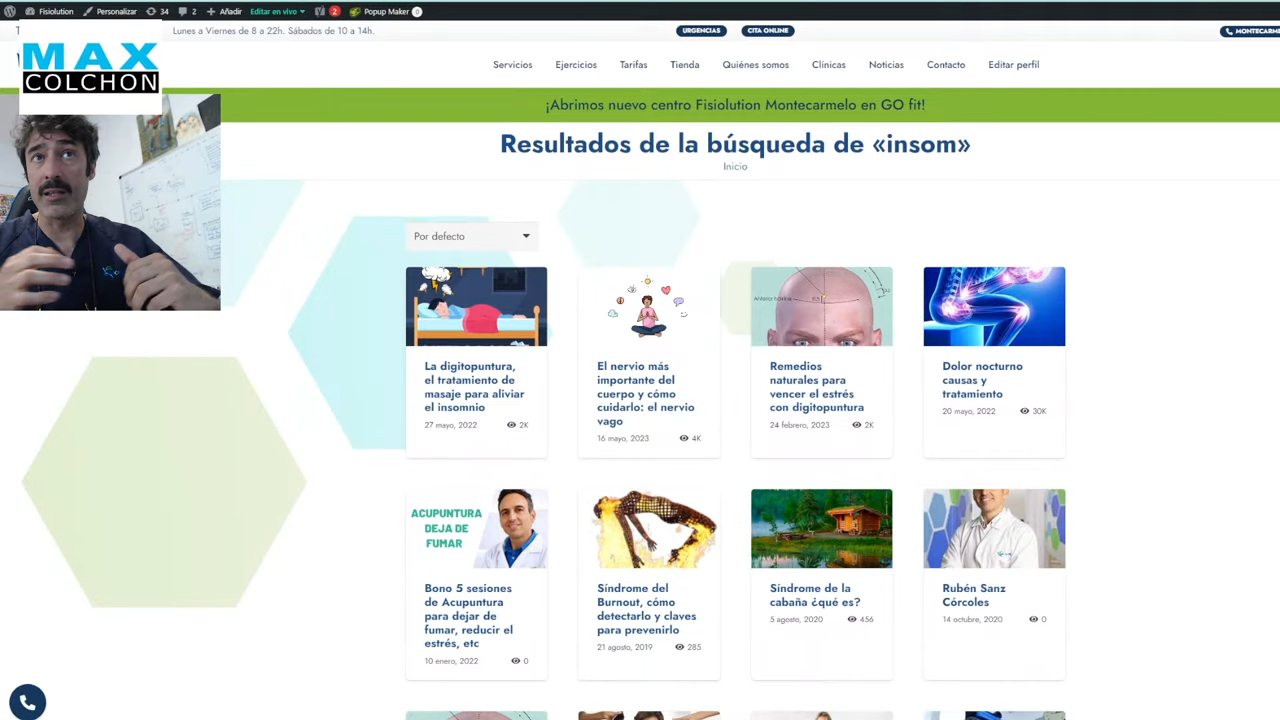 Fisiolution
Personalizar
34
2
Añadir
Editar en vivo
2
Popup Maker
0
Lunes a Viernes de 8 a 22h. Sábados de 10 a 14h.
URGENCIAS
CITA ONLINE
MAX
COLCHON
Servicios
Ejercicios
Tarifas
Tienda
Quiénes somos
Clínicas
Noticias
Contacto
Editar perfil
¡Abrimos nuevo centro Fisiolution Montecarmelo en GO fit!
Resultados de la búsqueda de «insom»
Inicio
Por defecto
La digitopuntura,
el tratamiento de
masaje para aliviar
el insomnio
27 mayo, 2022
2K
El nervio más
importante del
cuerpo y cómo
cuidarlo: el nervio
vago
16 mayo, 2023
4K
Remedios
naturales para
vencer el estrés
con digitopuntura
24 febrero, 2023
2K
Dolor nocturno
causas y
tratamiento
20 mayo, 2022
30K
ACUPUNTURA
DEJA DE
FUMAR
Bono 5 sesiones
de Acupuntura
para dejar de
fumar, reducir el
estrés, etc
10 enero, 2022
0
Síndrome del
Burnout, cómo
detectarlo y claves
para prevenirlo
21 agosto, 2019
285
Síndrome de la
cabaña ¿qué es?
5 agosto, 2020
456
Rubén Sanz
Córcoles
14 octubre, 2020
0